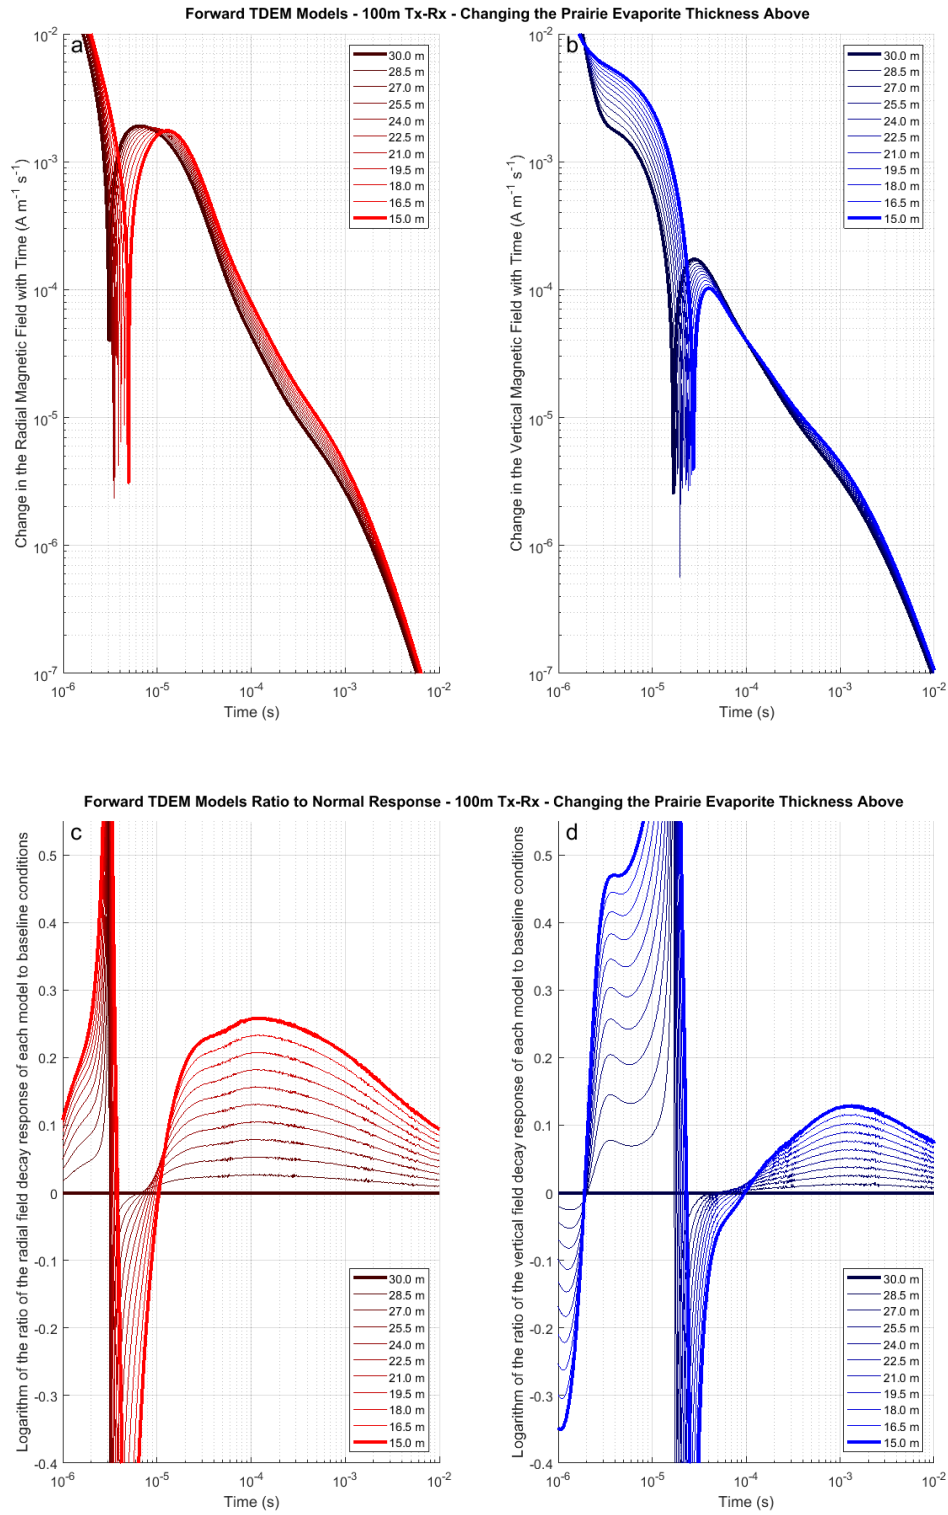 Forward TDEM Models - 100m Tx-Rx - Changing the Prairie Evaporite Thickness Above
a
Change in the Radial Magnetic Field with Time (A m⁻¹ s⁻¹)
10⁻²
10⁻³
10⁻⁴
10⁻⁵
10⁻⁶
10⁻⁷
30.0 m
28.5 m
27.0 m
25.5 m
24.0 m
22.5 m
21.0 m
19.5 m
18.0 m
16.5 m
15.0 m
10⁻⁶ 10⁻⁵ 10⁻⁴ 10⁻³ 10⁻²
Time (s)
b
Change in the Vertical Magnetic Field with Time (A m⁻¹ s⁻¹)
10⁻²
10⁻³
10⁻⁴
10⁻⁵
10⁻⁶
10⁻⁷
30.0 m
28.5 m
27.0 m
25.5 m
24.0 m
22.5 m
21.0 m
19.5 m
18.0 m
16.5 m
15.0 m
10⁻⁶ 10⁻⁵ 10⁻⁴ 10⁻³ 10⁻²
Time (s)
Forward TDEM Models Ratio to Normal Response - 100m Tx-Rx - Changing the Prairie Evaporite Thickness Above
c
Logarithm of the ratio of the radial field decay response of each model to baseline conditions
0.5
0.4
0.3
0.2
0.1
0
-0.1
-0.2
-0.3
-0.4
30.0 m
28.5 m
27.0 m
25.5 m
24.0 m
22.5 m
21.0 m
19.5 m
18.0 m
16.5 m
15.0 m
10⁻⁶ 10⁻⁵ 10⁻⁴ 10⁻³ 10⁻²
Time (s)
d
Logarithm of the ratio of the vertical field decay response of each model to baseline conditions
0.5
0.4
0.3
0.2
0.1
0
-0.1
-0.2
-0.3
-0.4
30.0 m
28.5 m
27.0 m
25.5 m
24.0 m
22.5 m
21.0 m
19.5 m
18.0 m
16.5 m
15.0 m
10⁻⁶ 10⁻⁵ 10⁻⁴ 10⁻³ 10⁻²
Time (s)